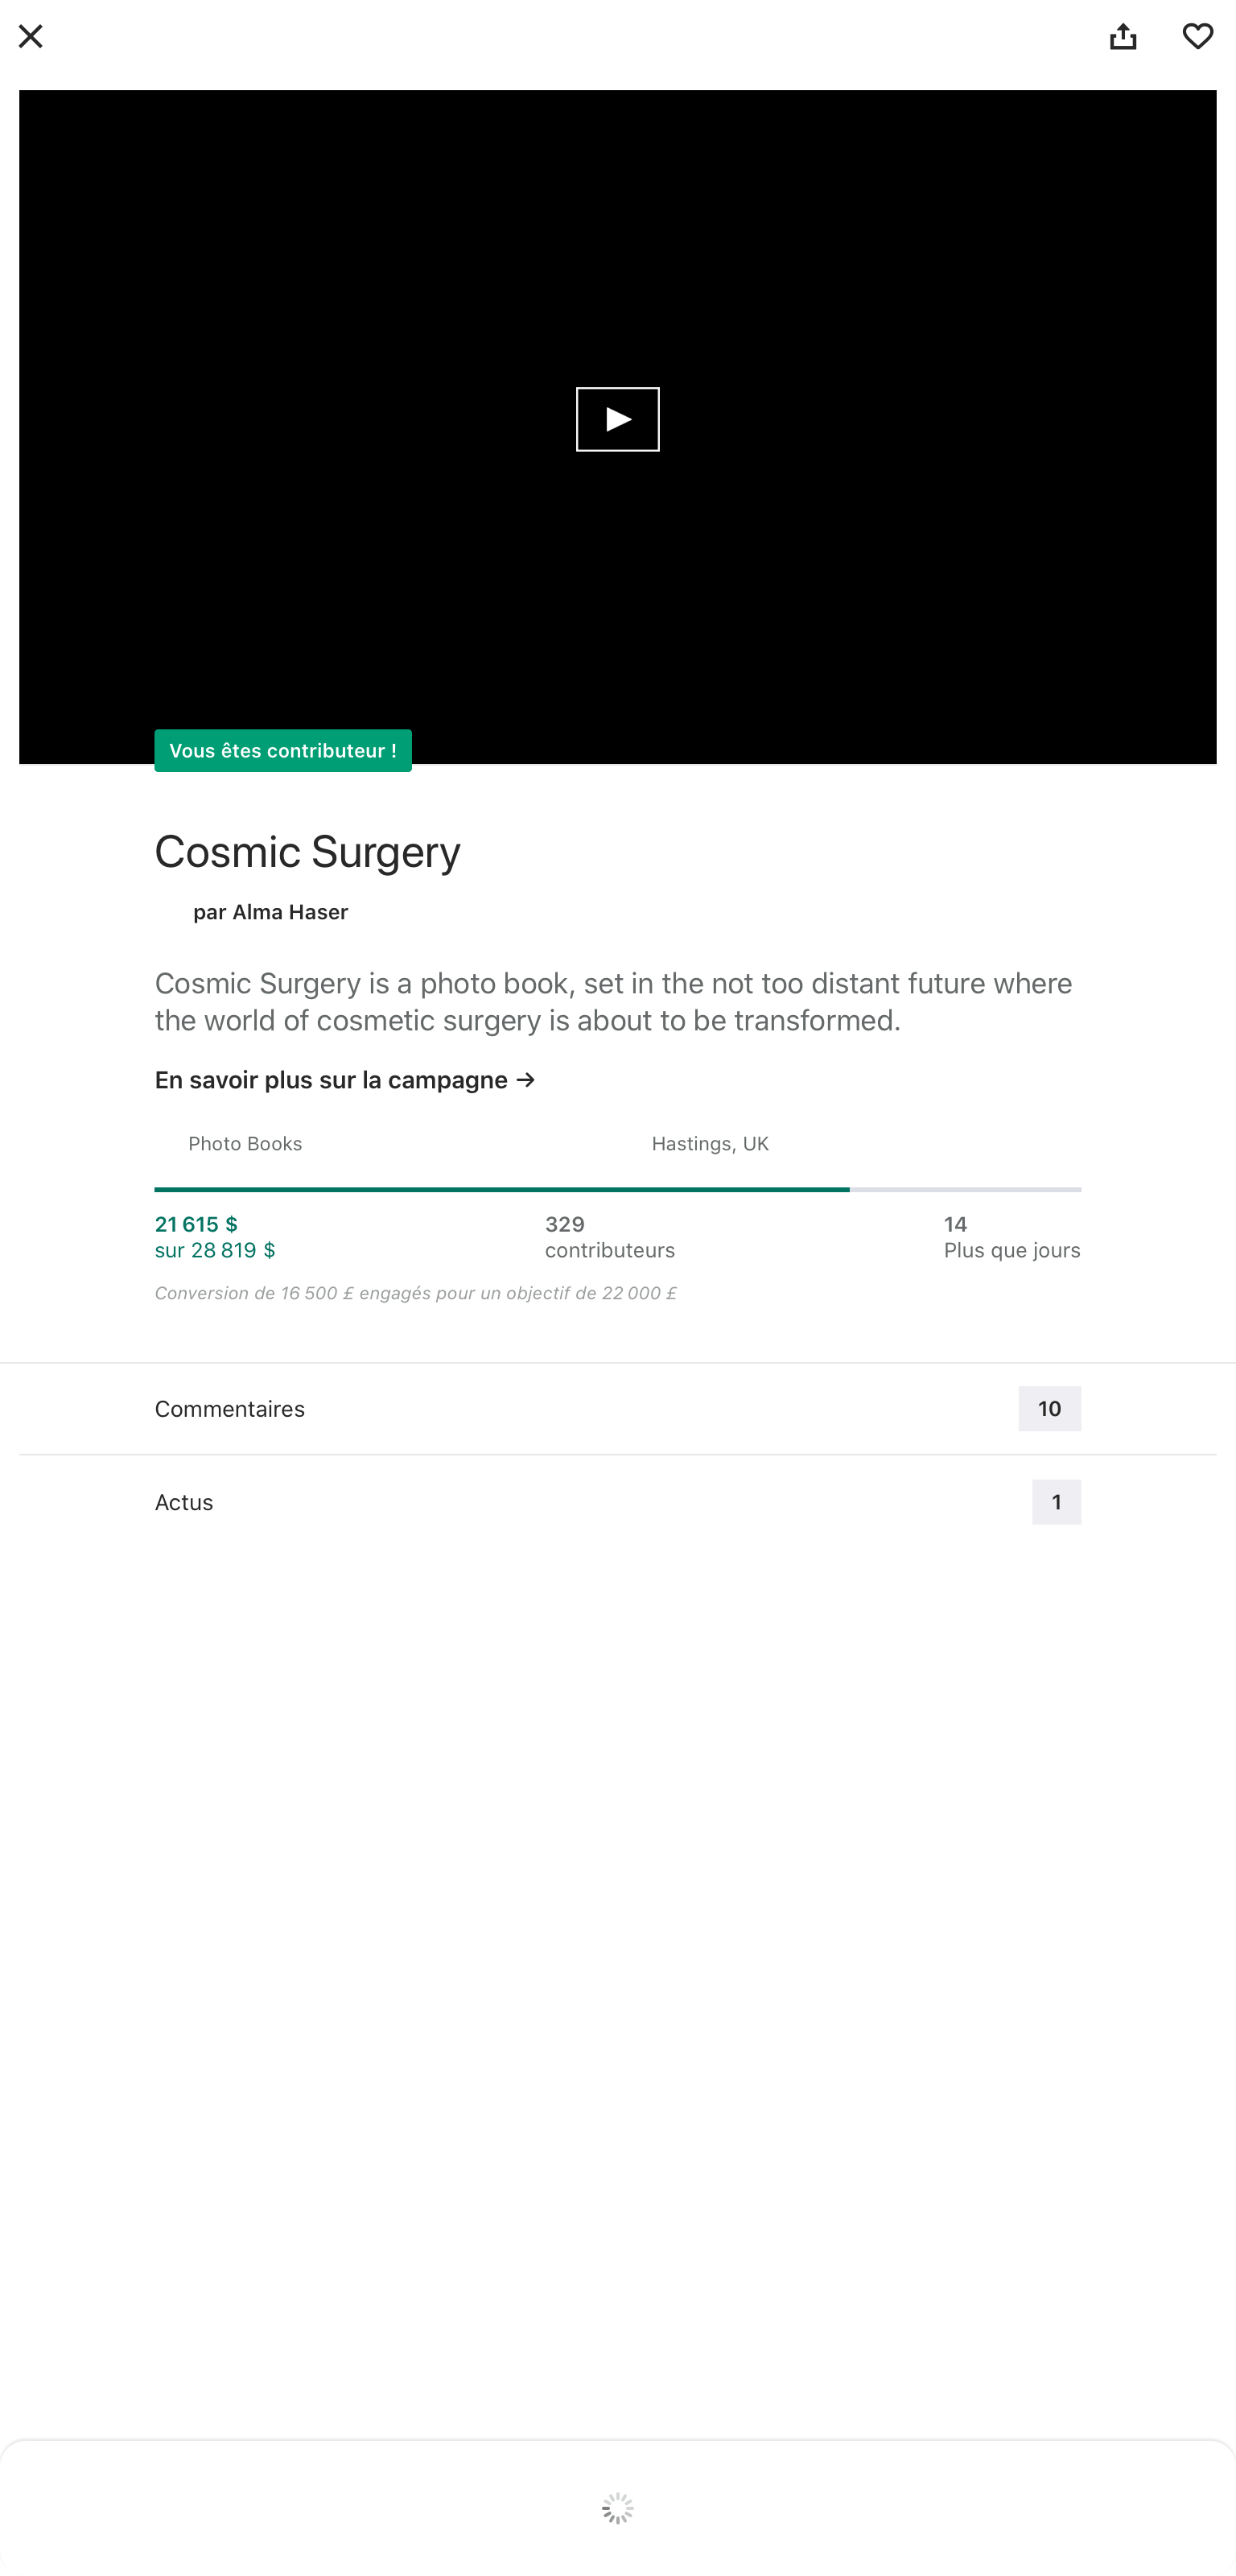 Vous êtes contributeur !
Cosmic Surgery
par Alma Haser
Cosmic Surgery is a photo book, set in the not too distant future where
the world of cosmetic surgery is about to be transformed.
En savoir plus sur la campagne →
Photo Books
Hastings, UK
21 615 $
sur 28 819 $
329
contributeurs
14
Plus que jours
Conversion de 16 500 £ engagés pour un objectif de 22 000 £
Commentaires
10
Actus
1